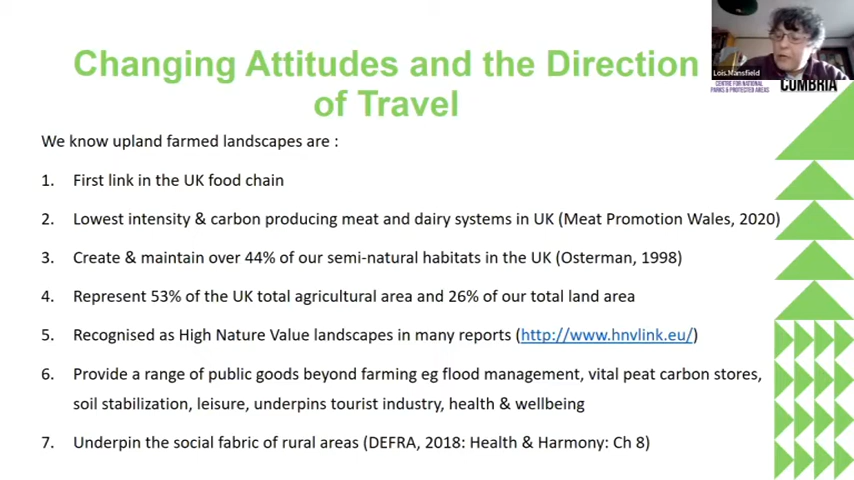 Changing Attitudes and the Direction
of Travel
Lois.Mansfield
CENTRE FOR NATIONAL
PARKS & PROTECTED AREAS
CUMBRIA
We know upland farmed landscapes are :
1. First link in the UK food chain
2. Lowest intensity & carbon producing meat and dairy systems in UK (Meat Promotion Wales, 2020)
3. Create & maintain over 44% of our semi-natural habitats in the UK (Osterman, 1998)
4. Represent 53% of the UK total agricultural area and 26% of our total land area
5. Recognised as High Nature Value landscapes in many reports (http://www.hnvlink.eu/)
6. Provide a range of public goods beyond farming eg flood management, vital peat carbon stores,
soil stabilization, leisure, underpins tourist industry, health & wellbeing
7. Underpin the social fabric of rural areas (DEFRA, 2018: Health & Harmony: Ch 8)